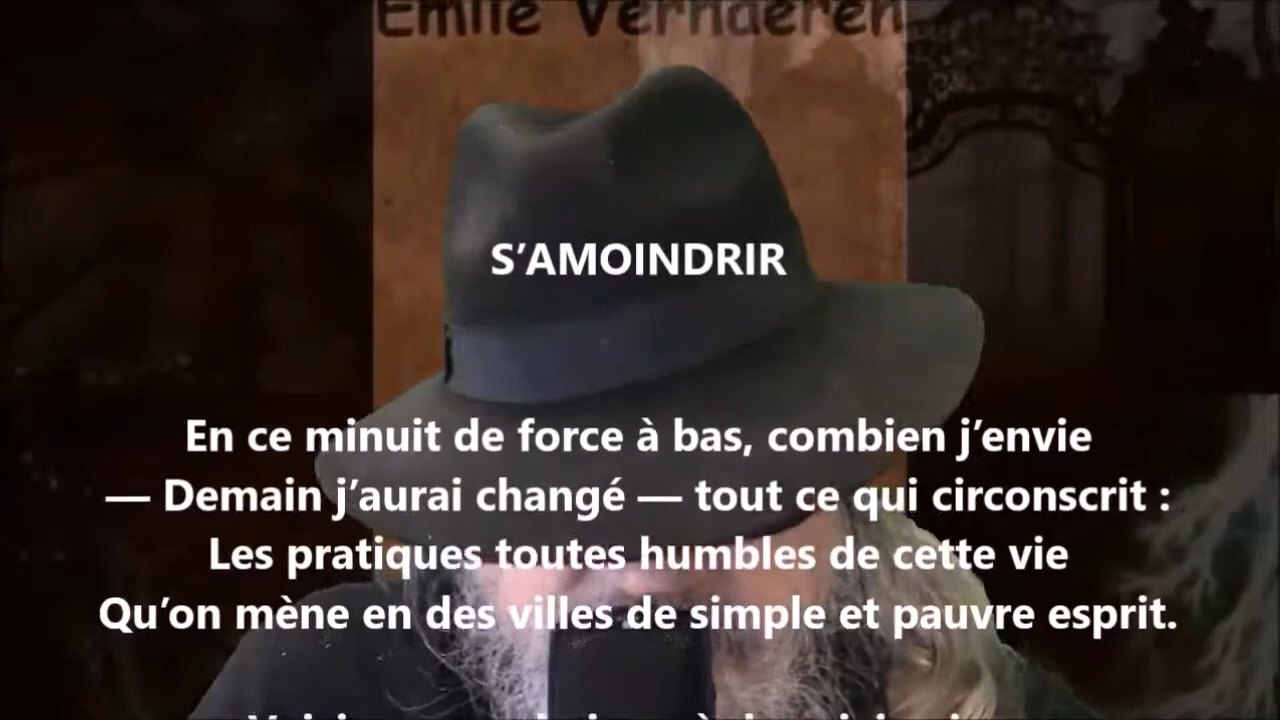 Emile Verhaeren
S’AMOINDRIR
En ce minuit de force à bas, combien j’envie
— Demain j’aurai changé — tout ce qui circonscrit :
Les pratiques toutes humbles de cette vie
Qu’on mène en des villes de simple et pauvre esprit.